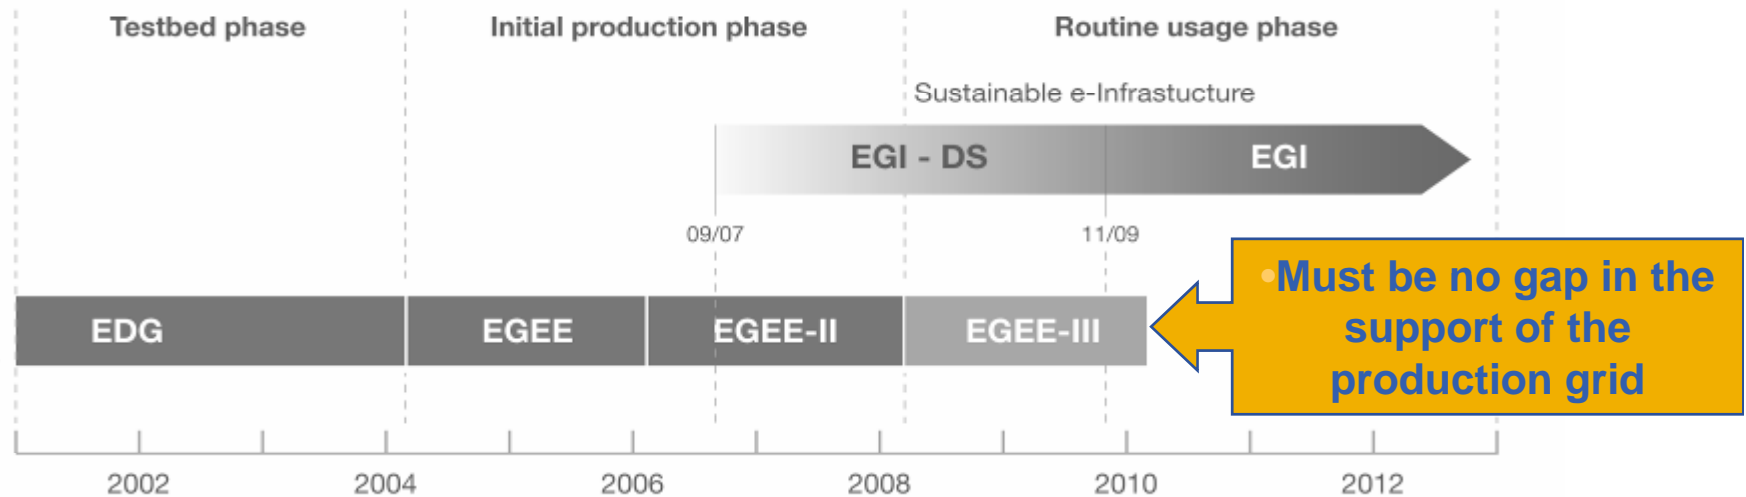 Testbed phase
Initial production phase
Routine usage phase
Sustainable e-Infrastucture
EGI - DS
EGI
09/07
11/09
•Must be no gap in the
support of the
production grid
EDG
EGEE
EGEE-II
EGEE-III
2002
2004
2006
2008
2010
2012